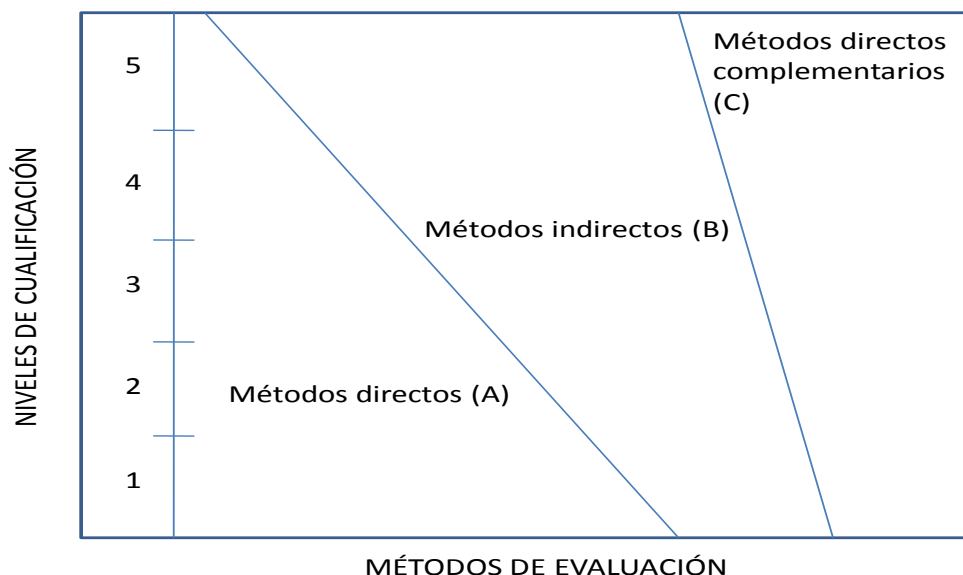 Métodos directos
complementarios
(C)
5
4
3
2
1
NIVELES DE CUALIFICACIÓN
Métodos indirectos (B)
Métodos directos (A)
MÉTODOS DE EVALUACIÓN